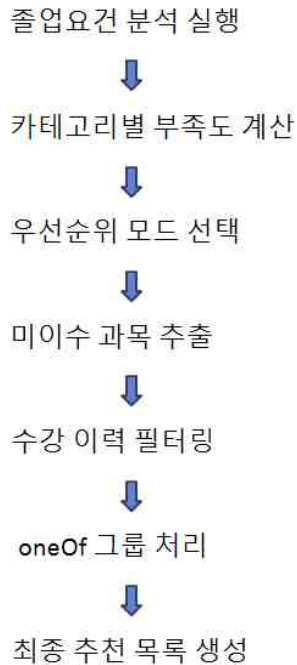 졸업요건 분석 실행
카테고리별 부족도 계산
우선순위 모드 선택
미이수 과목 추출
수강 이력 필터링
oneOf 그룹 처리
최종 추천 목록 생성